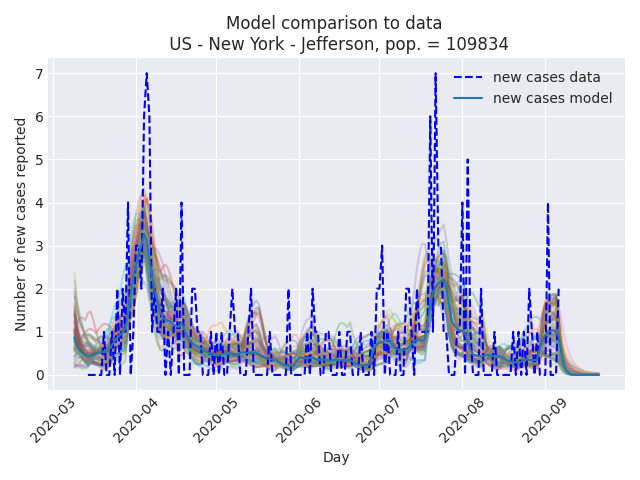 Model comparison to data
US - New York - Jefferson, pop. = 109834
7
6
5
4
3
2
1
0
Number of new cases reported
new cases data
new cases model
2020-03
2020-04
2020-05
2020-06
2020-07
2020-08
2020-09
Day